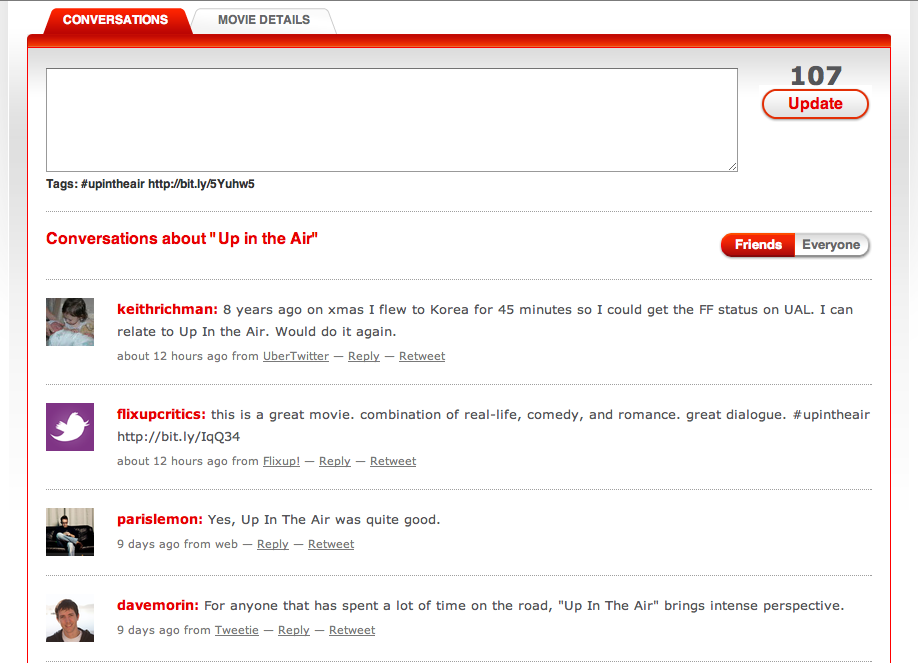 CONVERSATIONS
MOVIE DETAILS
107
Update
Tags: #upintheair http://bit.ly/5Yuhw5
Conversations about "Up in the Air"
Friends
Everyone
keithrichman: 8 years ago on xmas I flew to Korea for 45 minutes so I could get the FF status on UAL. I can
relate to Up In the Air. Would do it again.
about 12 hours ago from UberTwitter — Reply — Retweet
flixupcritics: this is a great movie. combination of real-life, comedy, and romance. great dialogue. #upintheair
http://bit.ly/IqQ34
about 12 hours ago from Flixup! — Reply — Retweet
parislemon: Yes, Up In The Air was quite good.
9 days ago from web — Reply — Retweet
davemorin: For anyone that has spent a lot of time on the road, "Up In The Air" brings intense perspective.
9 days ago from Tweetie — Reply — Retweet